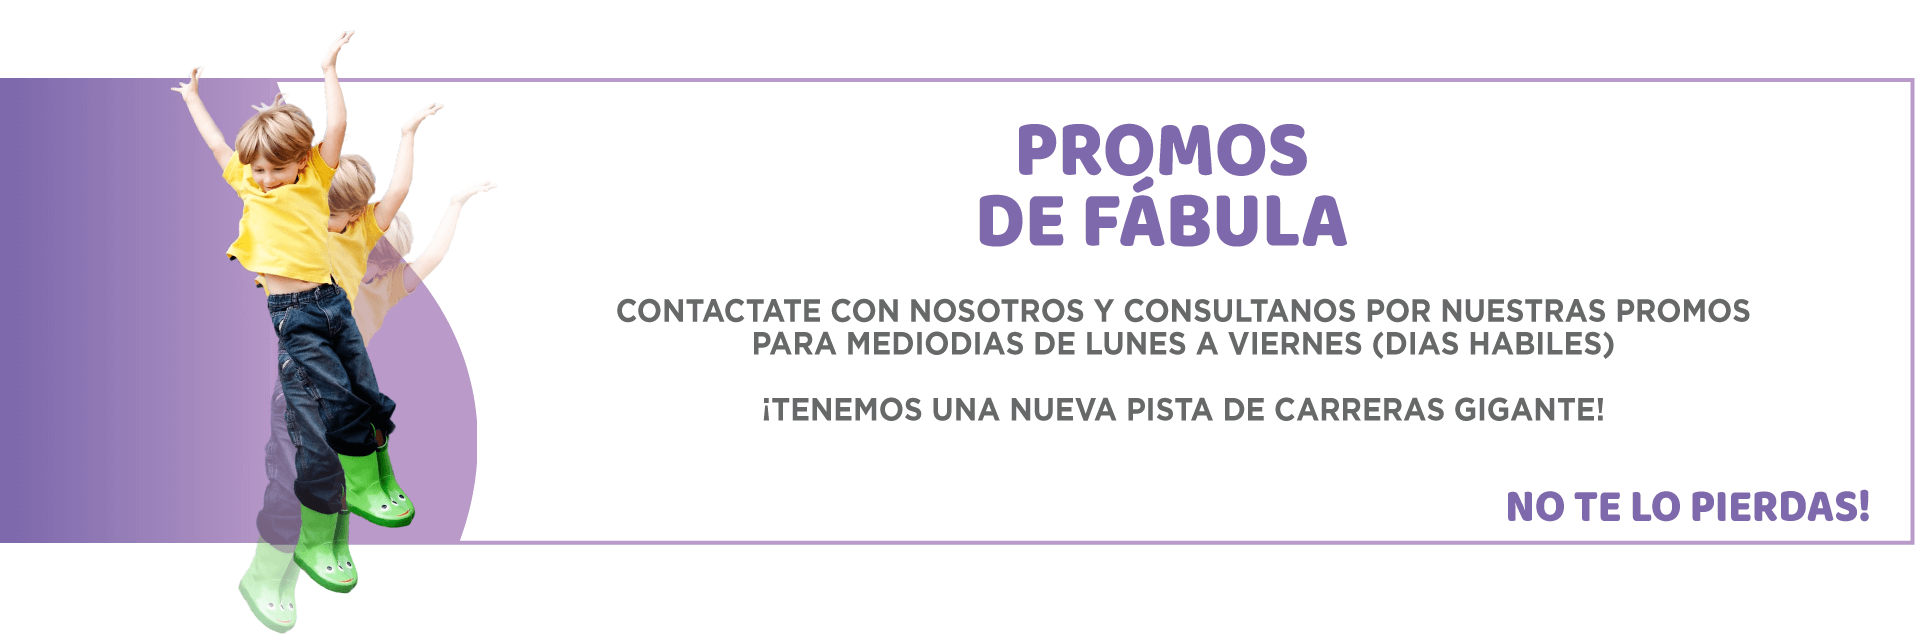 PROMOS
DE FÁBULA
CONTACTATE CON NOSOTROS Y CONSULTANOS POR NUESTRAS PROMOS
PARA MEDIODIAS DE LUNES A VIERNES (DIAS HABILES)
¡TENEMOS UNA NUEVA PISTA DE CARRERAS GIGANTE!
NO TE LO PIERDAS!